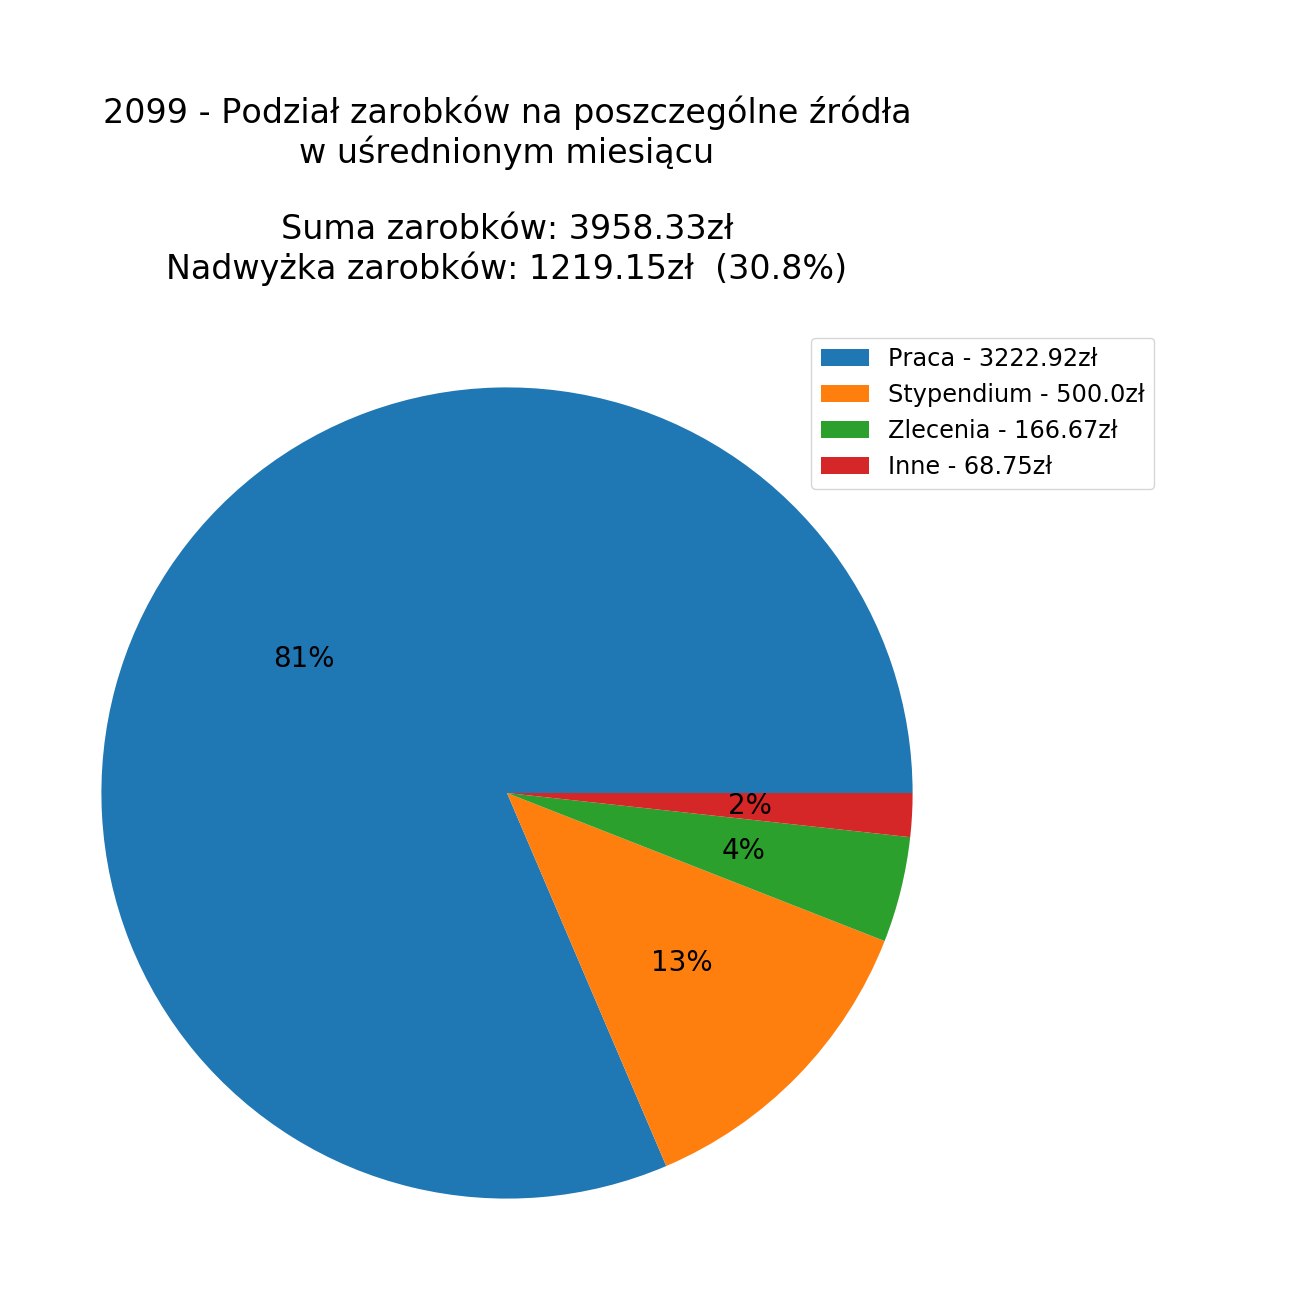 2099 - Podział zarobków na poszczególne źródła
w uśrednionym miesiącu
Suma zarobków: 3958.33zł
Nadwyżka zarobków: 1219.15zł  (30.8%)
Praca - 3222.92zł
Stypendium - 500.0zł
Zlecenia - 166.67zł
Inne - 68.75zł
81%
2%
4%
13%